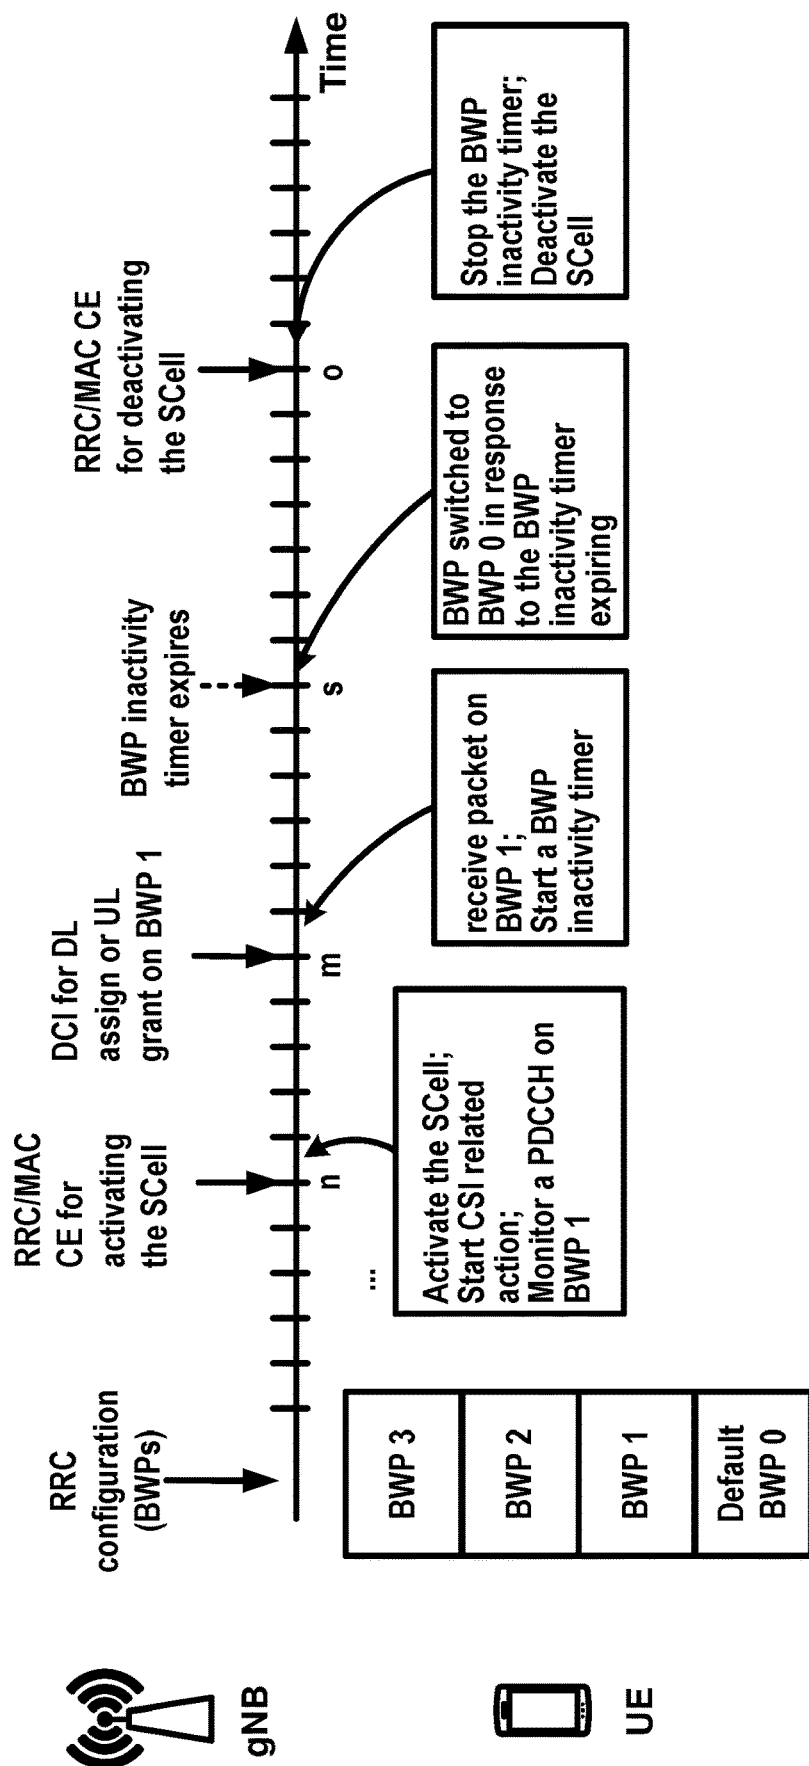 gNB
UE
RRC
configuration
(BWPs)
RRC/MAC
CE for
activating
the SCell
DCI for DL
assign or UL
grant on BWP 1
BWP inactivity
timer expires
RRC/MAC CE
for deactivating
the SCell
n
m
s
o
Time
BWP 3
BWP 2
BWP 1
Default
BWP 0
...
Activate the SCell;
Start CSI related
action;
Monitor a PDCCH on
BWP 1
receive packet on
BWP 1;
Start a BWP
inactivity timer
BWP switched to
BWP 0 in response
to the BWP
inactivity timer
expiring
Stop the BWP
inactivity timer;
Deactivate the
SCell